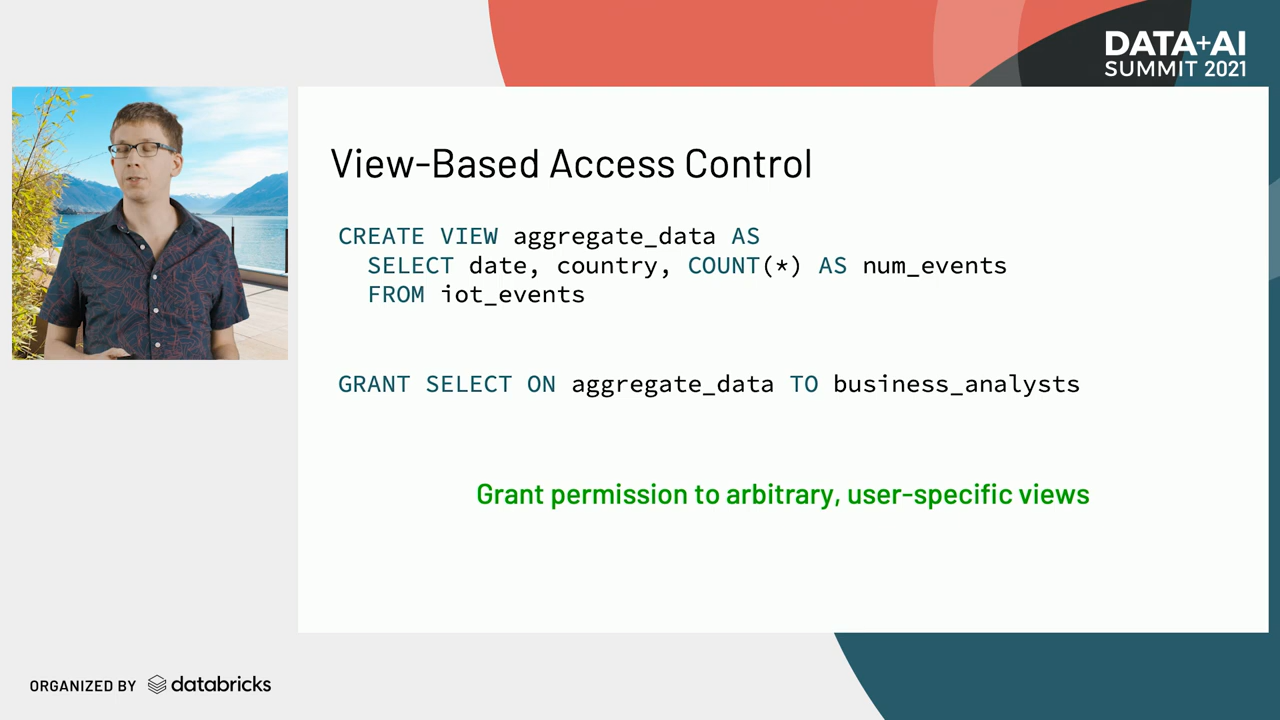 DATA+AI
SUMMIT 2021
View-Based Access Control
CREATE VIEW aggregate_data AS
SELECT date, country, COUNT(*) AS num_events
FROM iot_events
GRANT SELECT ON aggregate_data TO business_analysts
Grant permission to arbitrary, user-specific views
ORGANIZED BY databricks